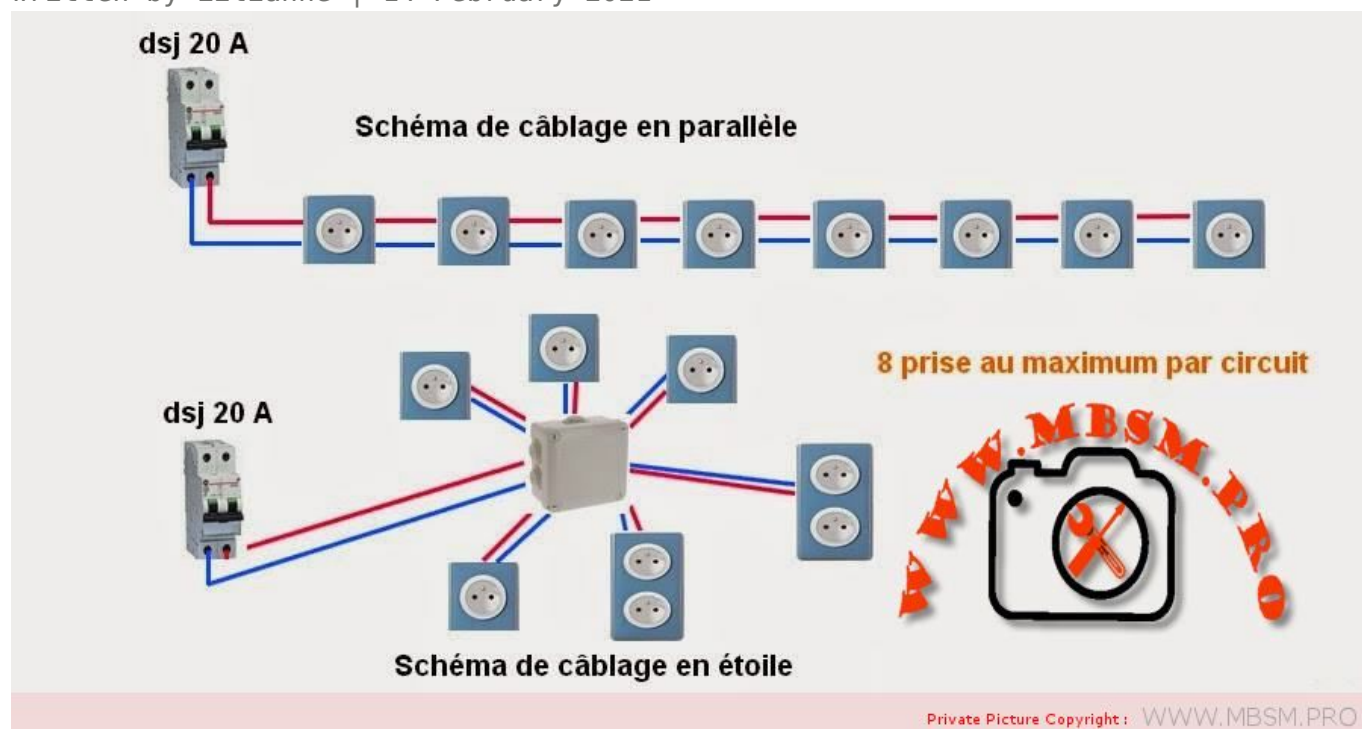 dsj 20 A
Schéma de câblage en parallèle
8 prise au maximum par circuit
dsj 20 A
WWW.MBSM.PRO
Schéma de câblage en étoile
Private Picture Copyright : WWW.MBSM.PRO